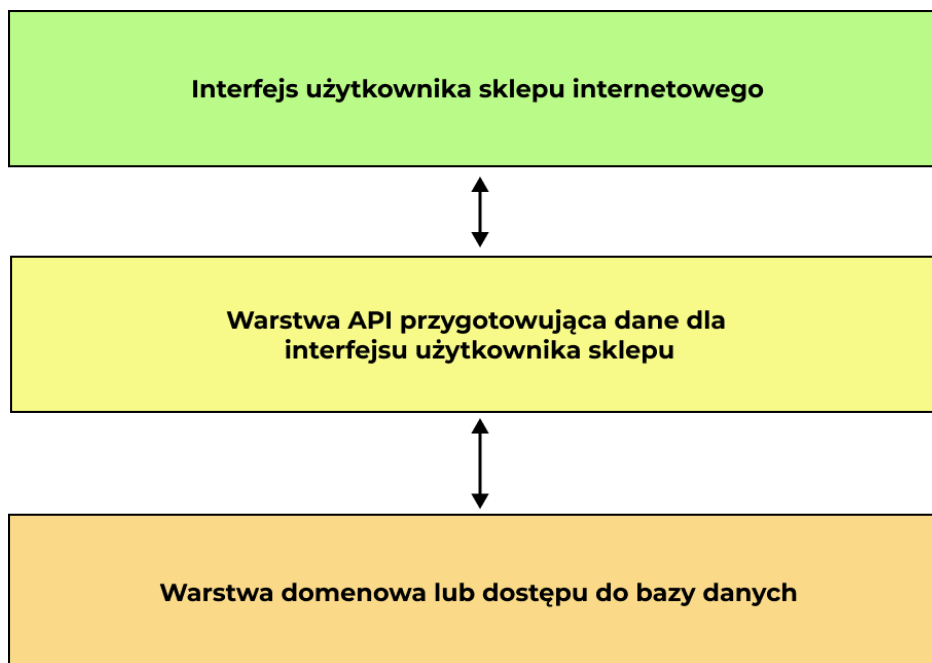 Interfejs użytkownika sklepu internetowego
Warstwa API przygotowująca dane dla
interfejsu użytkownika sklepu
Warstwa domenowa lub dostępu do bazy danych